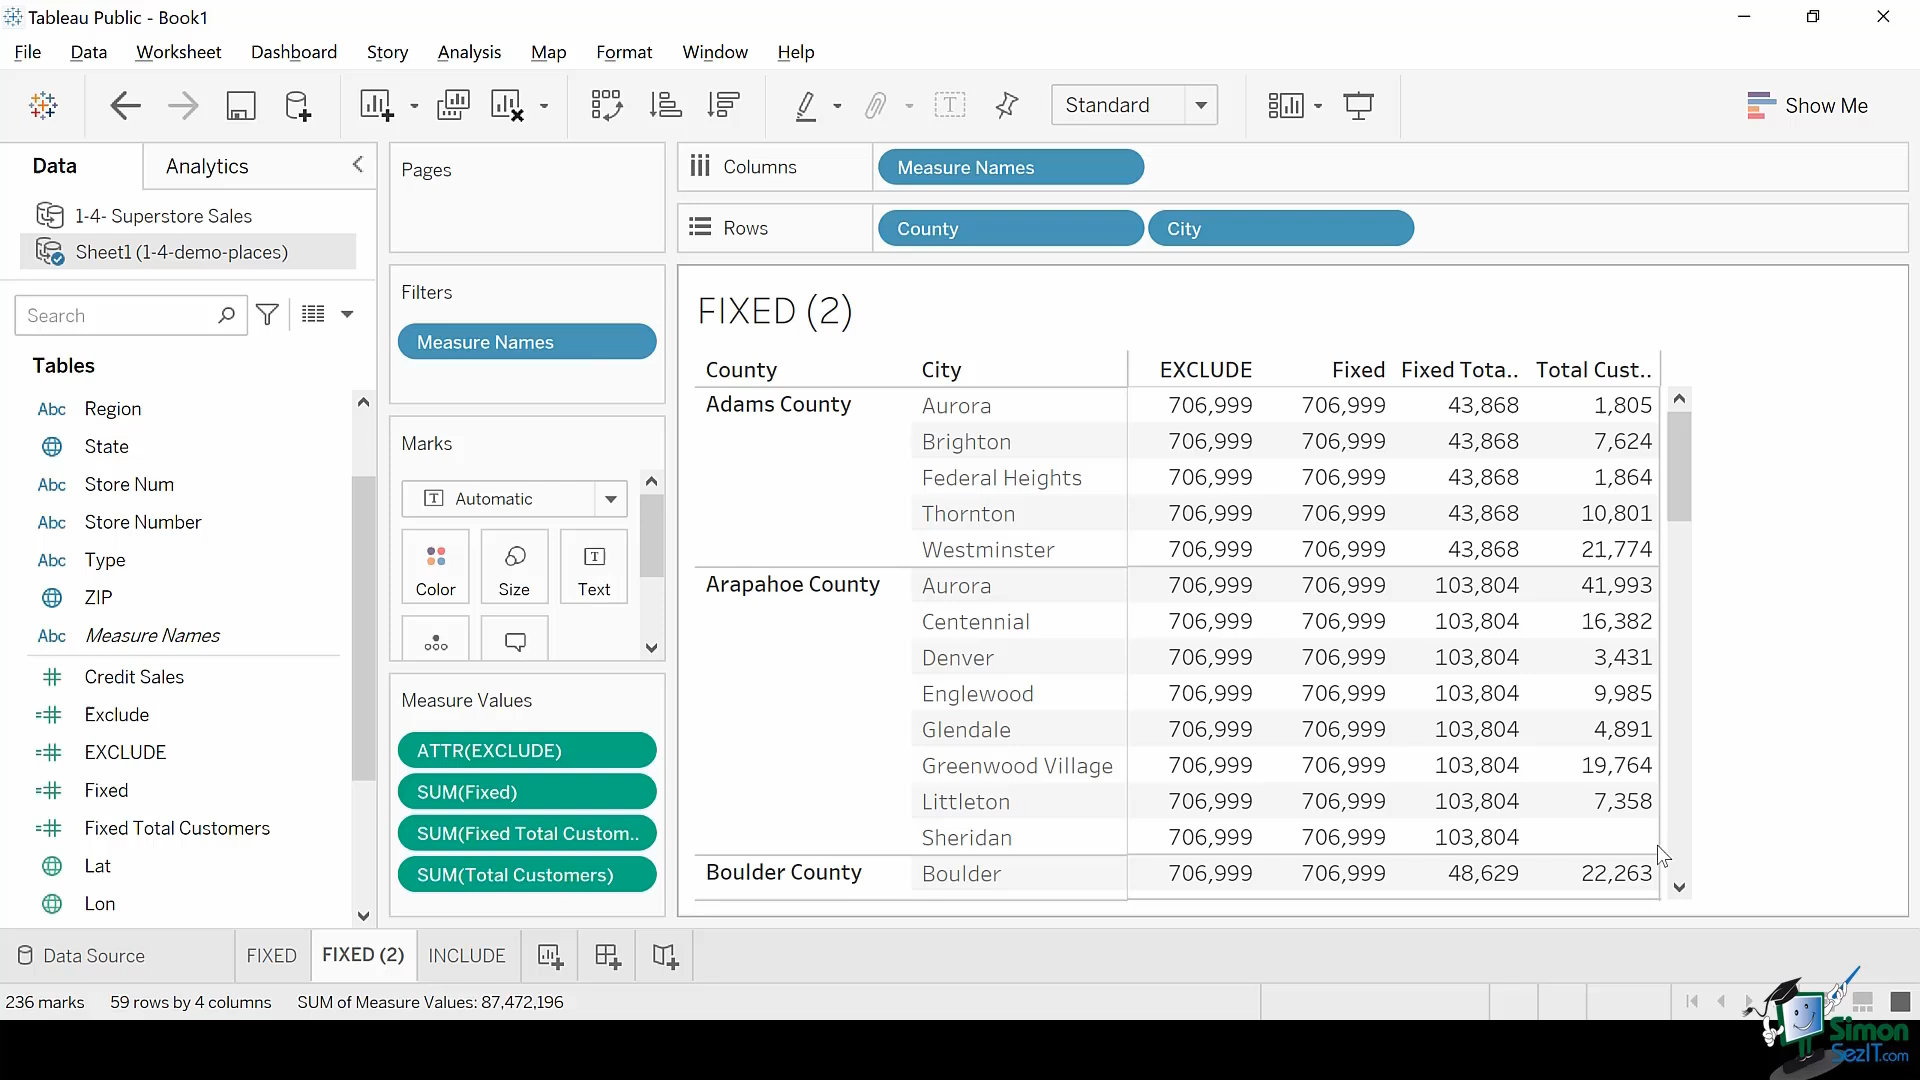 Tableau Public - Book1
File Data Worksheet Dashboard Story Analysis Map Format Window Help
Standard
Show Me
Data Analytics
1-4- Superstore Sales
Sheet1 (1-4-demo-places)
Search
Tables
Abc Region
State
Abc Store Num
Abc Store Number
Abc Type
ZIP
Abc Measure Names
Credit Sales
Exclude
EXCLUDE
Fixed
Fixed Total Customers
Lat
Lon
Pages
Filters
Measure Names
Marks
Automatic
Color Size Text
Measure Values
ATTR(EXCLUDE)
SUM(Fixed)
SUM(Fixed Total Custom..
SUM(Total Customers)
Columns Measure Names
Rows County City
FIXED (2)
County City EXCLUDE Fixed Fixed Tota.. Total Cust..
Adams County Aurora 706,999 706,999 43,868 1,805
Brighton 706,999 706,999 43,868 7,624
Federal Heights 706,999 706,999 43,868 1,864
Thornton 706,999 706,999 43,868 10,801
Westminster 706,999 706,999 43,868 21,774
Arapahoe County Aurora 706,999 706,999 103,804 41,993
Centennial 706,999 706,999 103,804 16,382
Denver 706,999 706,999 103,804 3,431
Englewood 706,999 706,999 103,804 9,985
Glendale 706,999 706,999 103,804 4,891
Greenwood Village 706,999 706,999 103,804 19,764
Littleton 706,999 706,999 103,804 7,358
Sheridan 706,999 706,999 103,804
Boulder County Boulder 706,999 706,999 48,629 22,263
Data Source FIXED FIXED (2) INCLUDE
236 marks 59 rows by 4 columns SUM of Measure Values: 87,472,196
Simon
SezIT.com